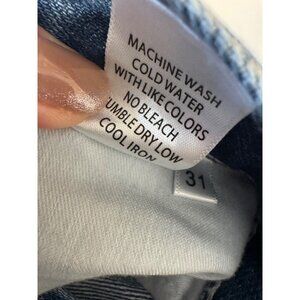 MACHINE WASH
COLD WATER
WITH LIKE COLORS
NO BLEACH
UMBLE DRY LOW
COOL IRON
31